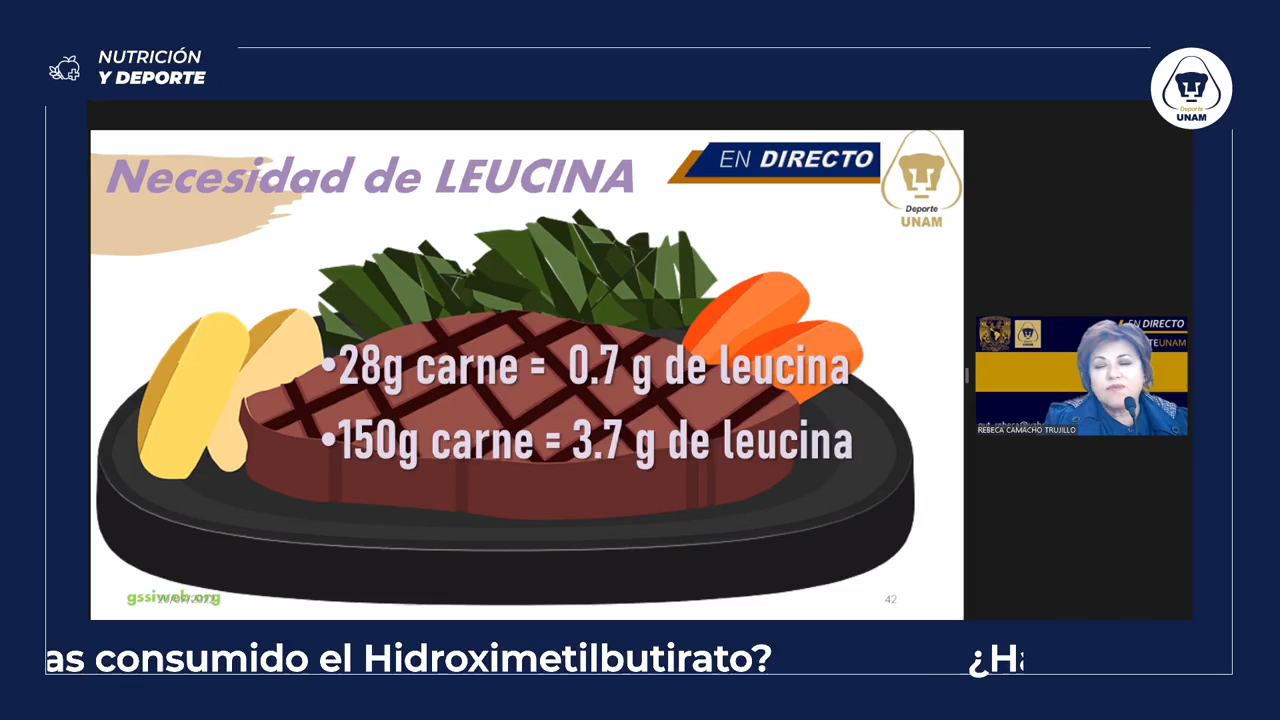 NUTRICIÓN
Y DEPORTE
Deporte
UNAM
Necesidad de LEUCINA
EN DIRECTO
Deporte
UNAM
•28g carne = 0.7 g de leucina
•150g carne = 3.7 g de leucina
EN DIRECTO
UNAM
REBECA CAMACHO TRUJILLO
gssiweb.org
42
as consumido el Hidroximetilbutirato?
¿Ha